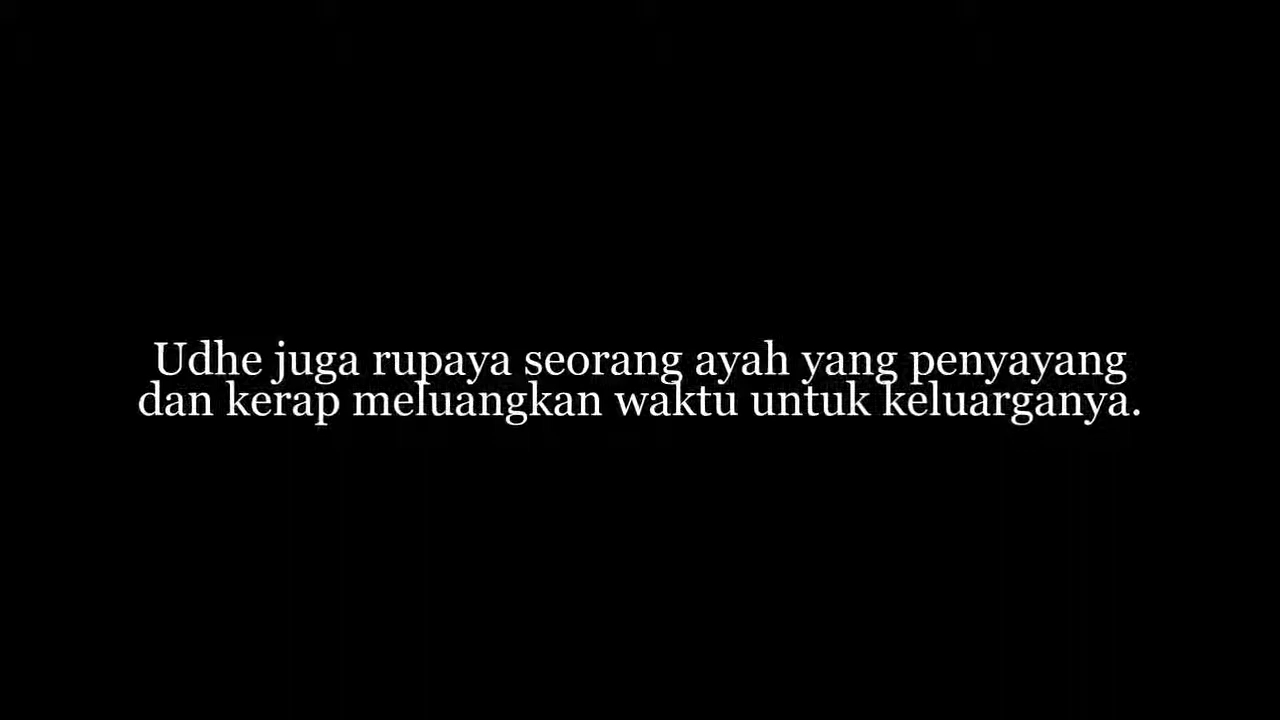 Udhe juga rupaya seorang ayah yang penyayang
dan kerap meluangkan waktu untuk keluarganya.